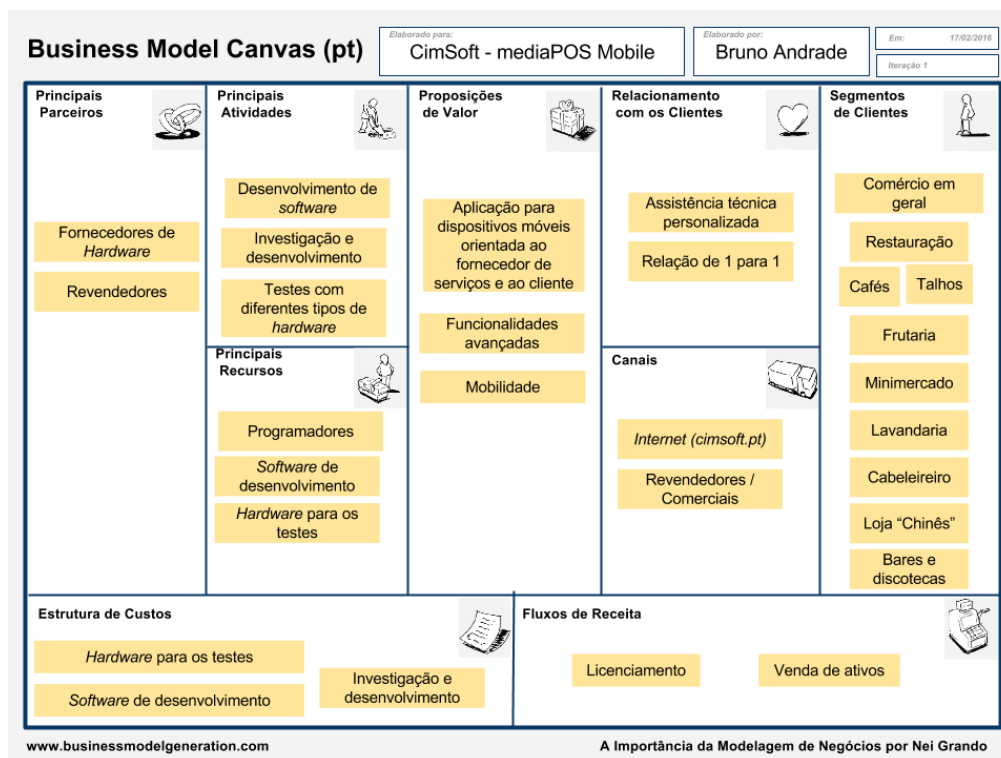 Business Model Canvas (pt)
Elaborado para:
CimSoft - mediaPOS Mobile
Elaborado por:
Bruno Andrade
Em: 17/02/2016
Iteração 1
Principais
Parceiros
Fornecedores de
Hardware
Revendedores
Principais
Atividades
Desenvolvimento de
software
Investigação e
desenvolvimento
Testes com
diferentes tipos de
hardware
Principais
Recursos
Programadores
Software de
desenvolvimento
Hardware para os
testes
Proposições
de Valor
Aplicação para
dispositivos móveis
orientada ao
fornecedor de
serviços e ao cliente
Funcionalidades
avançadas
Mobilidade
Relacionamento
com os Clientes
Assistência técnica
personalizada
Relação de 1 para 1
Canais
Internet (cimsoft.pt)
Revendedores /
Comerciais
Segmentos
de Clientes
Comércio em
geral
Restauração
Cafés
Talhos
Frutaria
Minimercado
Lavandaria
Cabeleireiro
Loja “Chinês”
Bares e
discotecas
Estrutura de Custos
Hardware para os testes
Software de desenvolvimento
Investigação e
desenvolvimento
Fluxos de Receita
Licenciamento
Venda de ativos
www.businessmodelgeneration.com
A Importância da Modelagem de Negócios por Nei Grando